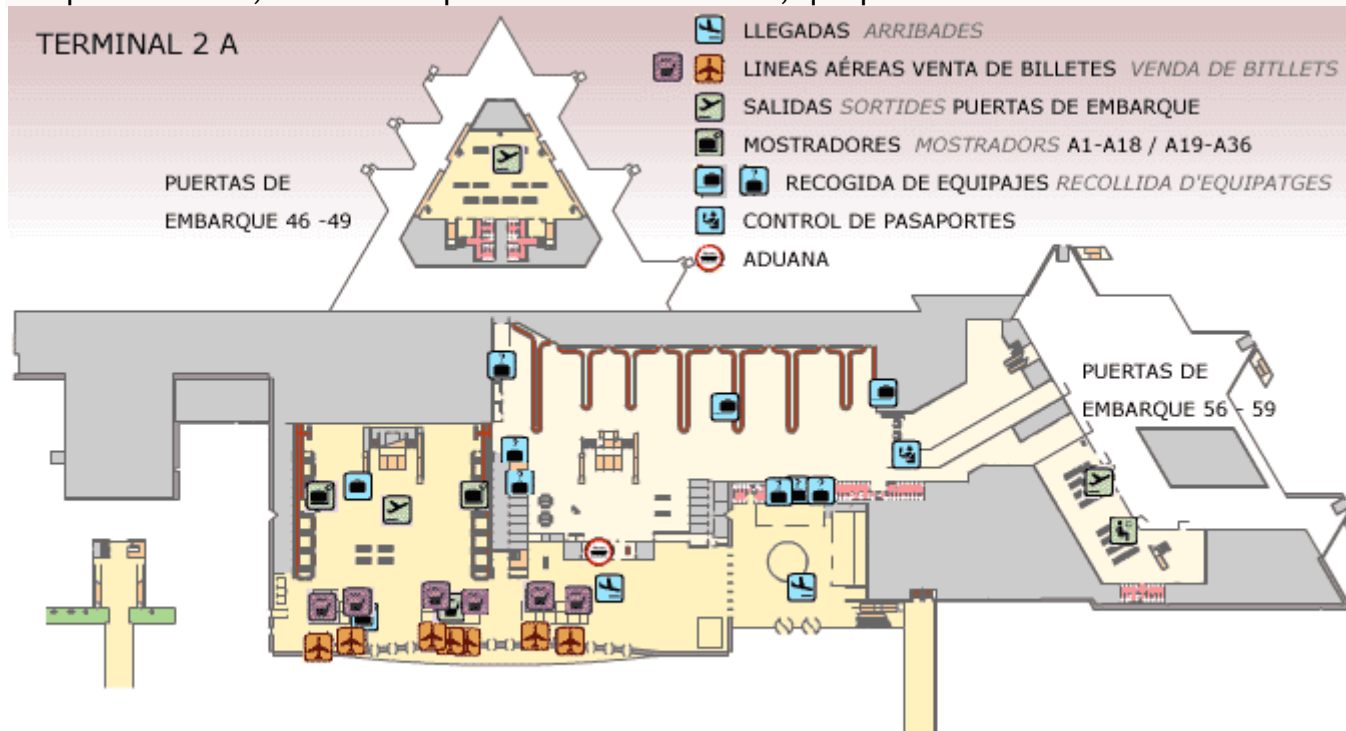 TERMINAL 2 A
LLEGADAS ARRIBADES
LINEAS AÉREAS VENTA DE BILLETES VENDA DE BITLLETS
SALIDAS SORTIDES PUERTAS DE EMBARQUE
MOSTRADORES MOSTRADORS A1-A18 / A19-A36
RECOGIDA DE EQUIPAJES RECOLLIDA D'EQUIPATGES
CONTROL DE PASAPORTES
ADUANA
PUERTAS DE
EMBARQUE 46 -49
PUERTAS DE
EMBARQUE 56 - 59